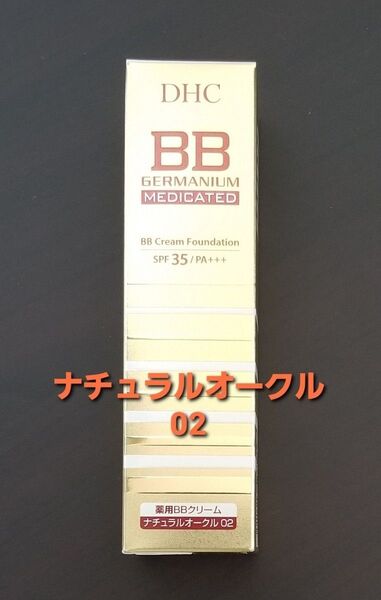 DHC
BB
GERMANIUM
MEDICATED
BB Cream Foundation
SPF 35/PA+++
ナチュラルオークル
02
薬用BBクリーム
ナチュラルオークル 02